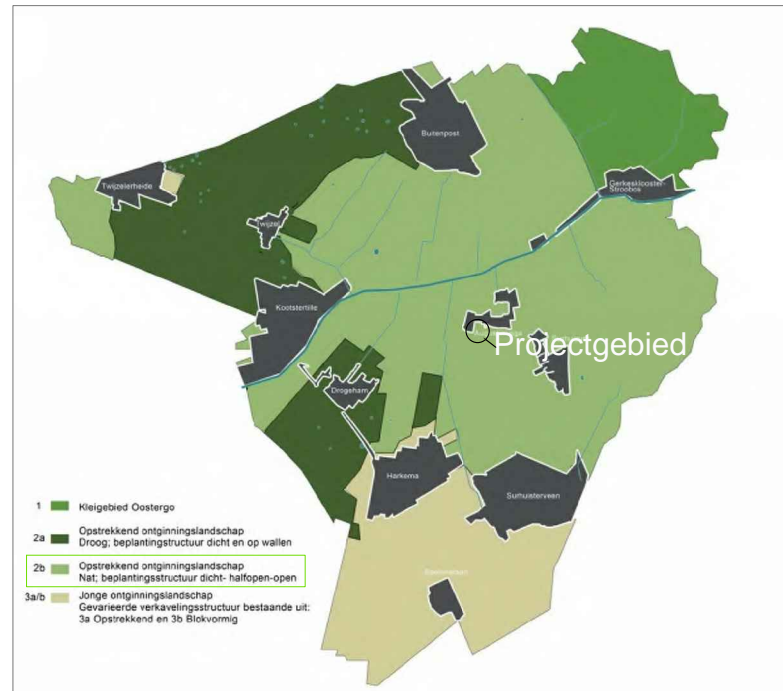 Buitenpost
Twijzelerheide
Gerkesklooster-
Stroobos
Twijzel
Kootstertille
Projectgebied
Drogeham
Harkema
Surhuisterveen
1 Kleigebied Oostergo
2a Opstrekkend ontginningslandschap
Droog; beplantingstructuur dicht en op wallen
2b Opstrekkend ontginningslandschap
Nat; beplantingsstructuur dicht- halfopen-open
3a/b Jonge ontginningslandschap
Gevarieerde verkavelingsstructuur bestaande uit:
3a Opstrekkend en 3b Blokvormig